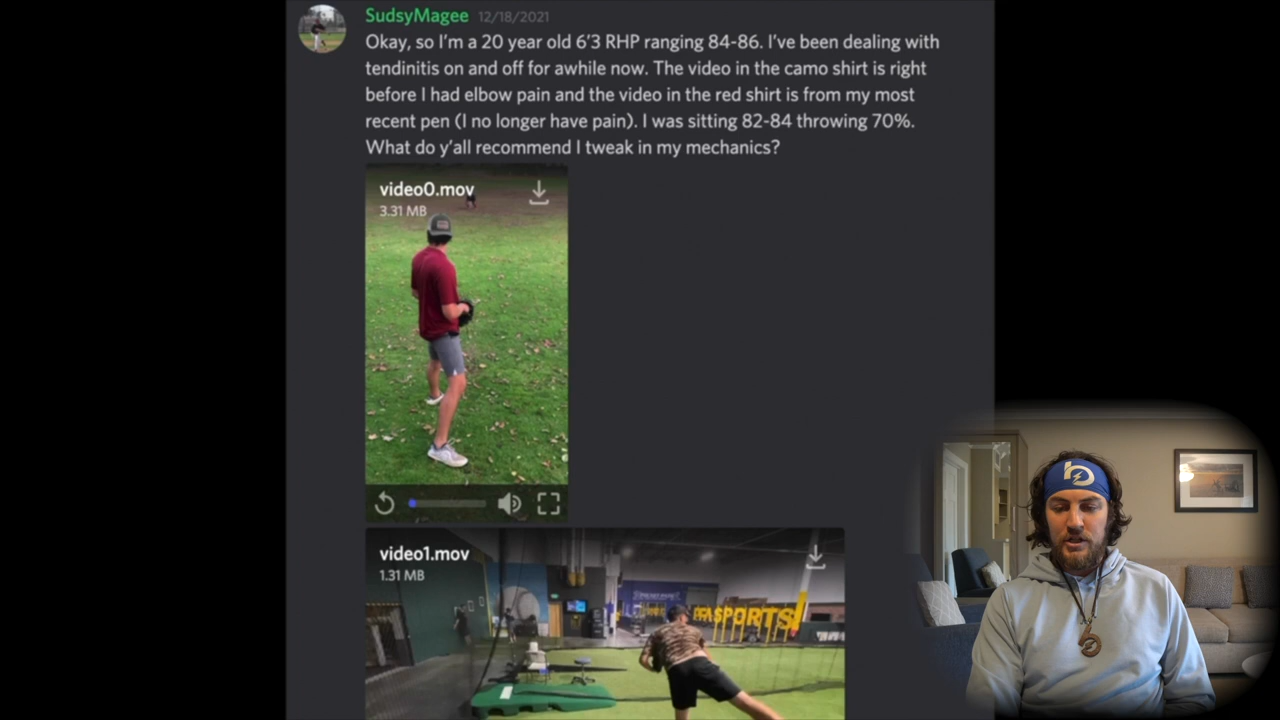 SudsyMagee 12/18/2021
Okay, so I'm a 20 year old 6'3 RHP ranging 84-86. I've been dealing with
tendinitis on and off for awhile now. The video in the camo shirt is right
before I had elbow pain and the video in the red shirt is from my most
recent pen (I no longer have pain). I was sitting 82-84 throwing 70%.
What do y'all recommend I tweak in my mechanics?
video0.mov
3.31 MB
video1.mov
1.31 MB